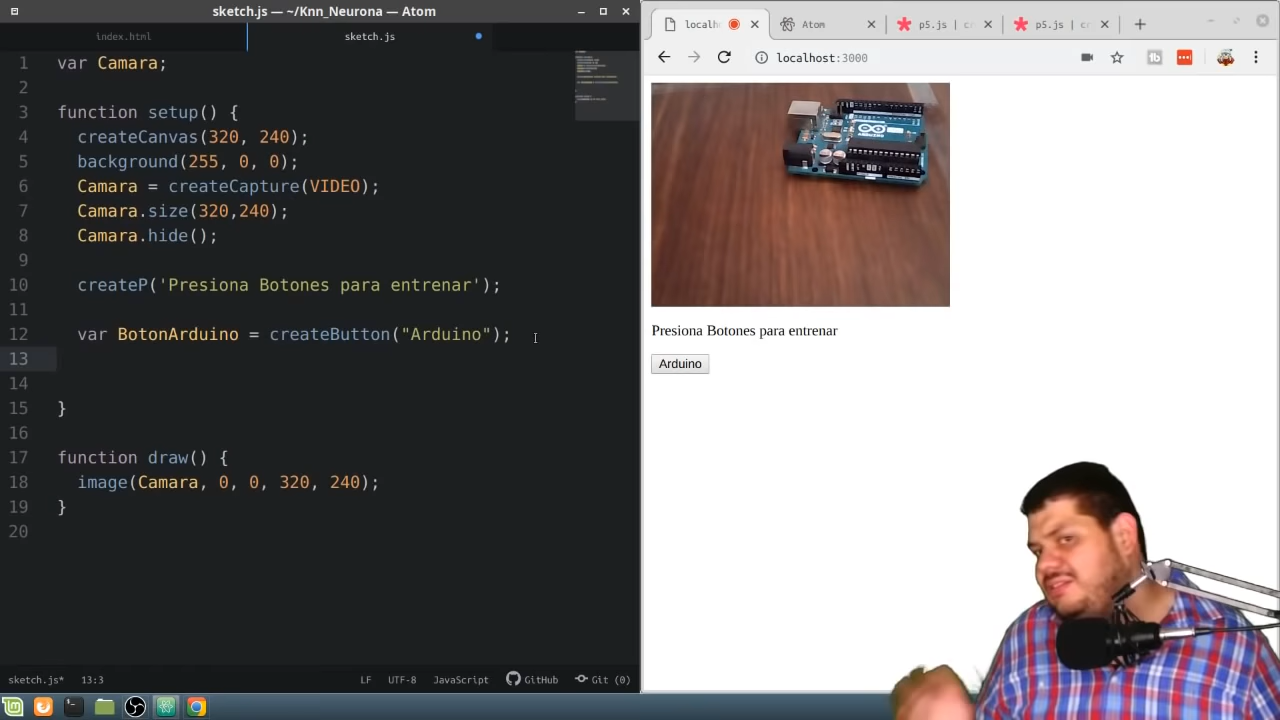 sketch.js — ~/Knn_Neurona — Atom
index.html
sketch.js
1 var Camara;
2
3 function setup() {
4 createCanvas(320, 240);
5 background(255, 0, 0);
6 Camara = createCapture(VIDEO);
7 Camara.size(320,240);
8 Camara.hide();
9
10 createP('Presiona Botones para entrenar');
11
12 var BotonArduino = createButton("Arduino");
13
14
15 }
16
17 function draw() {
18 image(Camara, 0, 0, 320, 240);
19 }
20
sketch.js* 13:3 LF UTF-8 JavaScript GitHub Git (0)
localh
Atom
p5.js | cr
p5.js | cr
localhost:3000
Presiona Botones para entrenar
Arduino